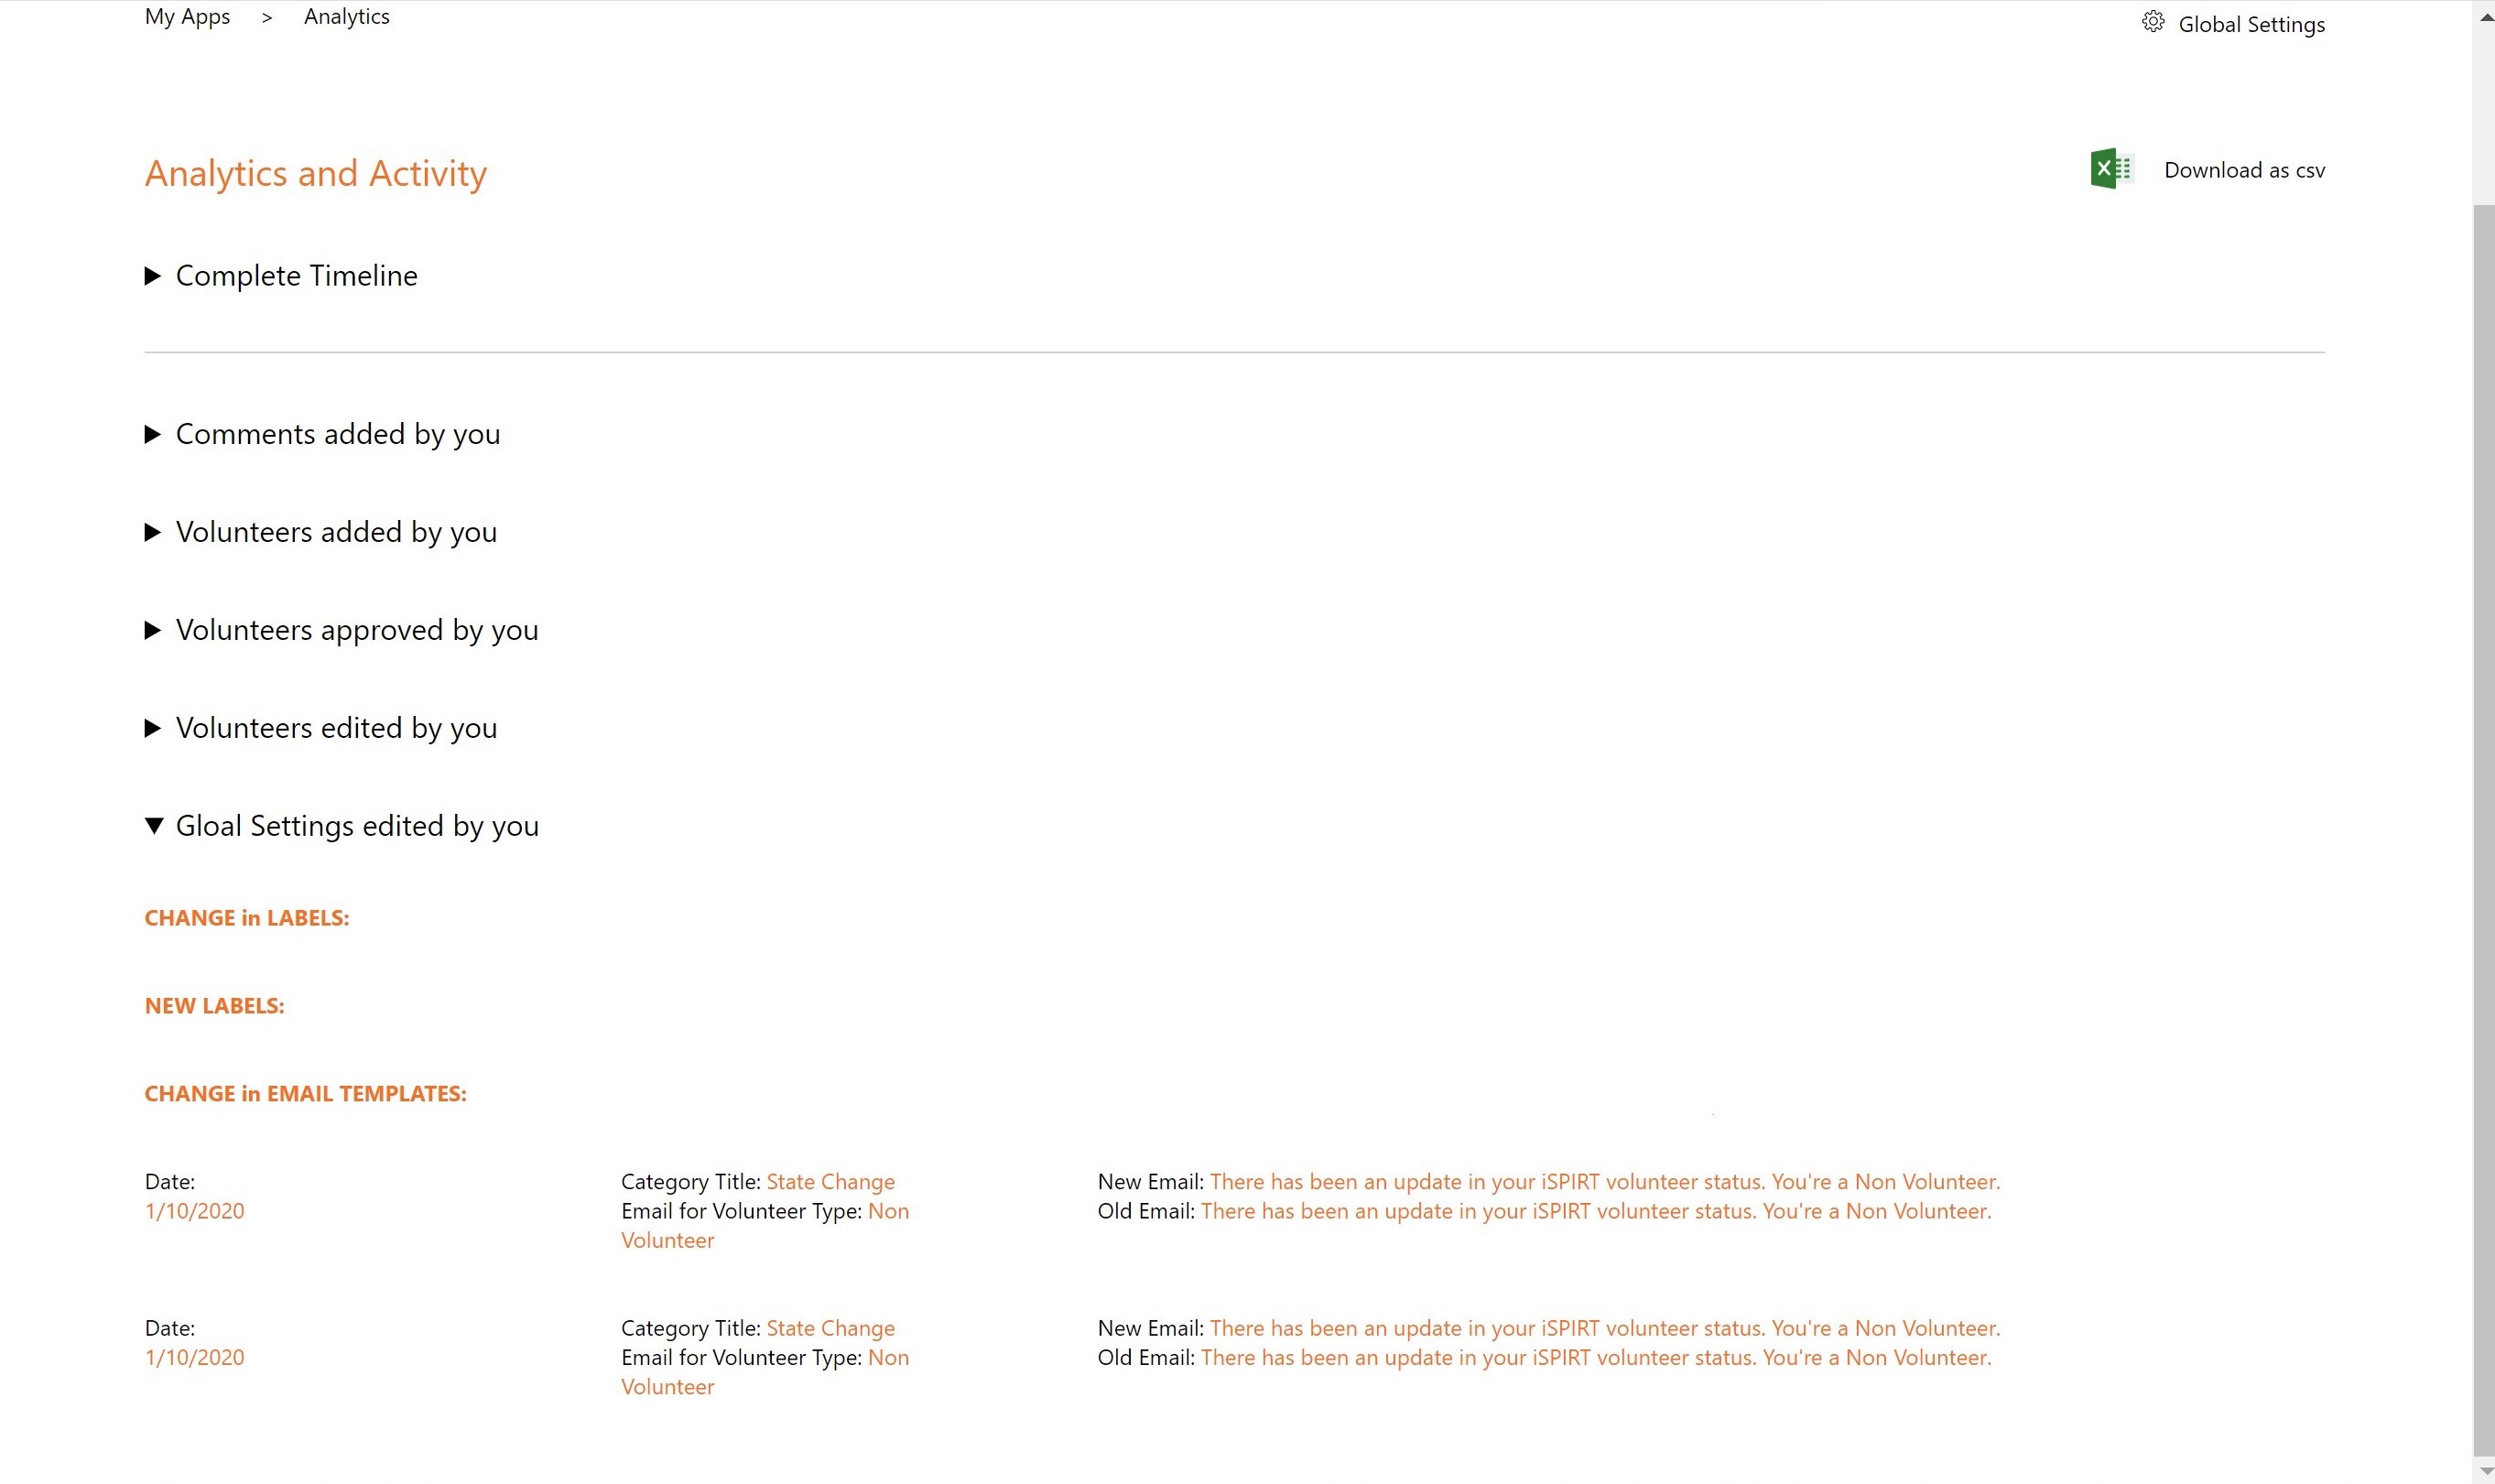 My Apps > Analytics
Global Settings
Analytics and Activity
Download as csv
Complete Timeline
Comments added by you
Volunteers added by you
Volunteers approved by you
Volunteers edited by you
Gloal Settings edited by you
CHANGE in LABELS:
NEW LABELS:
CHANGE in EMAIL TEMPLATES:
Date:
1/10/2020
Category Title: State Change
Email for Volunteer Type: Non
Volunteer
New Email: There has been an update in your iSPIRT volunteer status. You're a Non Volunteer.
Old Email: There has been an update in your iSPIRT volunteer status. You're a Non Volunteer.
Date:
1/10/2020
Category Title: State Change
Email for Volunteer Type: Non
Volunteer
New Email: There has been an update in your iSPIRT volunteer status. You're a Non Volunteer.
Old Email: There has been an update in your iSPIRT volunteer status. You're a Non Volunteer.